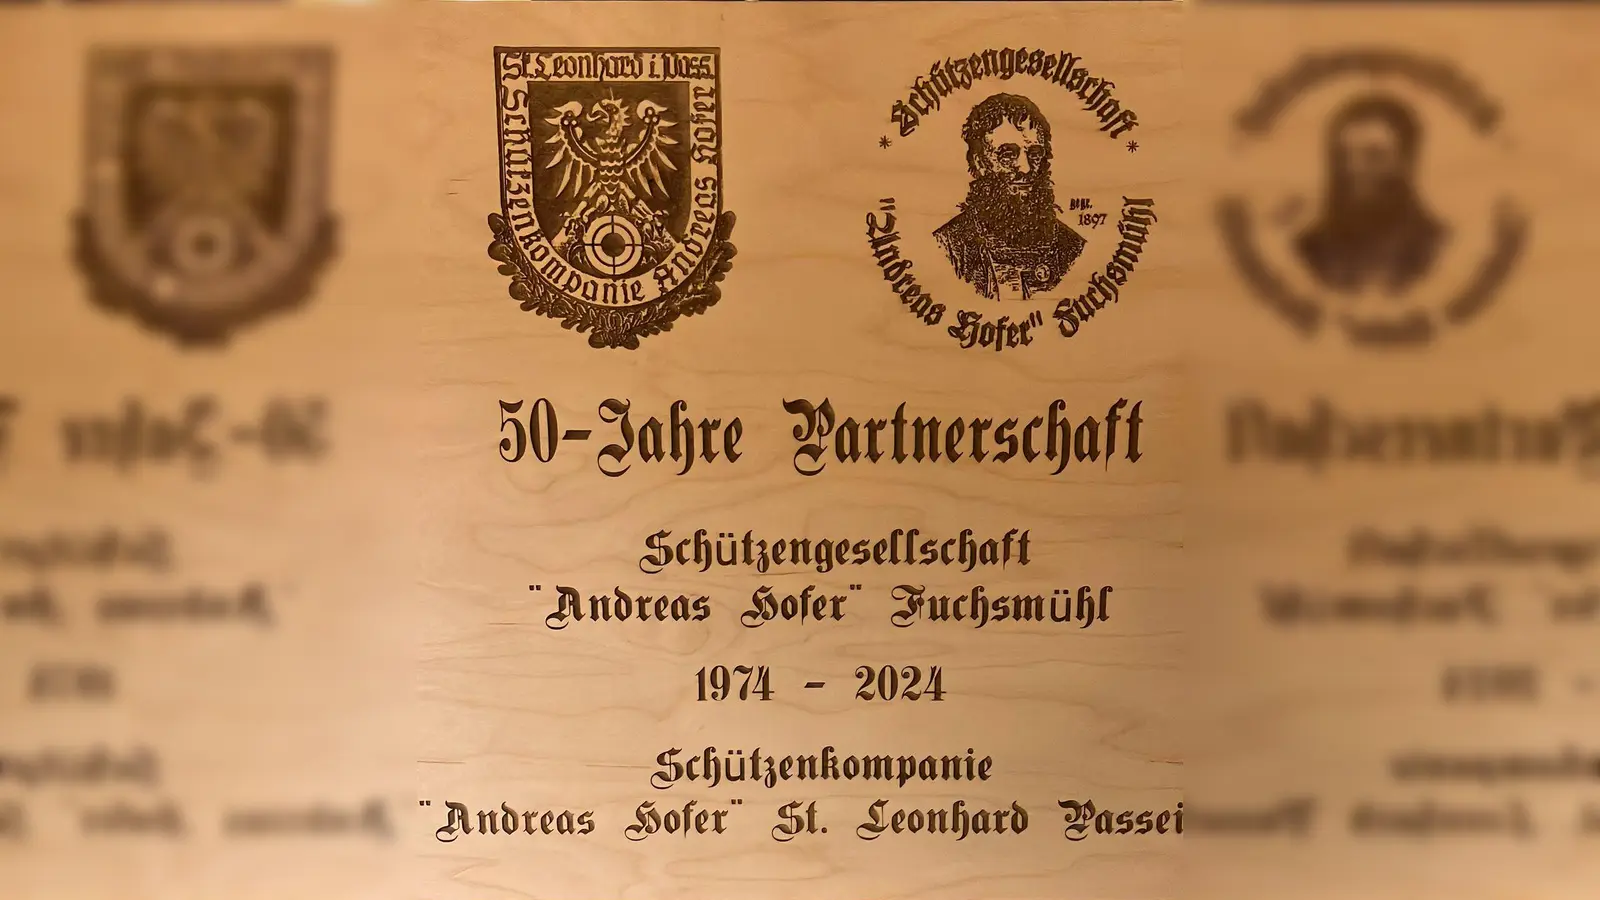 St. Leonhard i. Pass.
Schützenkompanie Andreas Hofer
* Schützengesellschaft *
"Andreas Hofer" Fuchsmühl
gegr.
1897
50-Jahre Partnerschaft
Schützengesellschaft
"Andreas Hofer" Fuchsmühl
1974 - 2024
Schützenkompanie
"Andreas Hofer" St. Leonhard Passei